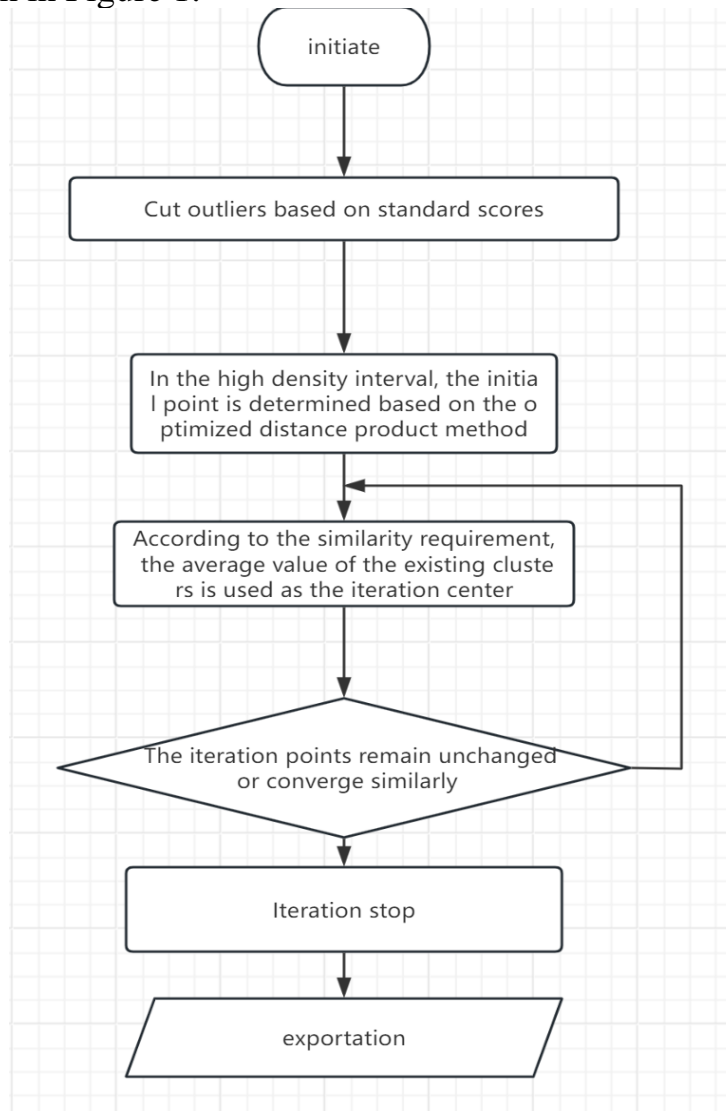 in Figure 1.
initiate
Cut outliers based on standard scores
In the high density interval, the initia
l point is determined based on the o
ptimized distance product method
According to the similarity requirement,
the average value of the existing cluste
rs is used as the iteration center
The iteration points remain unchanged
or converge similarly
Iteration stop
exportation